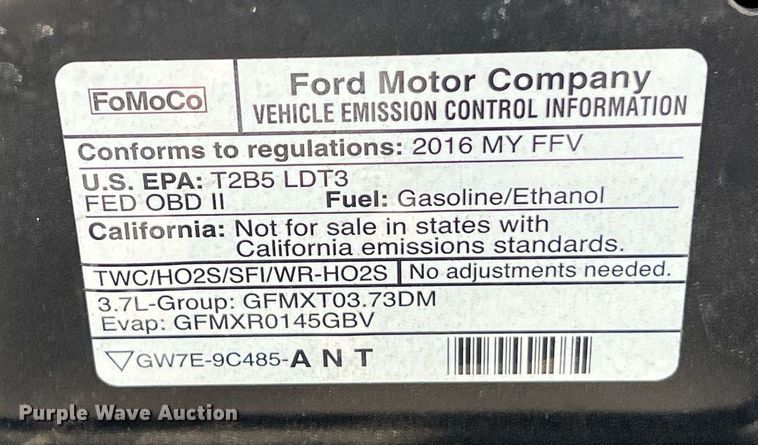 FoMoCo
Ford Motor Company
VEHICLE EMISSION CONTROL INFORMATION
Conforms to regulations: 2016 MY FFV
U.S. EPA: T2B5 LDT3
FED OBD II Fuel: Gasoline/Ethanol
California: Not for sale in states with
California emissions standards.
TWC/HO2S/SFI/WR-HO2S No adjustments needed.
3.7L-Group: GFMXT03.73DM
Evap: GFMXR0145GBV
GW7E-9C485-A N T
Purple Wave Auction